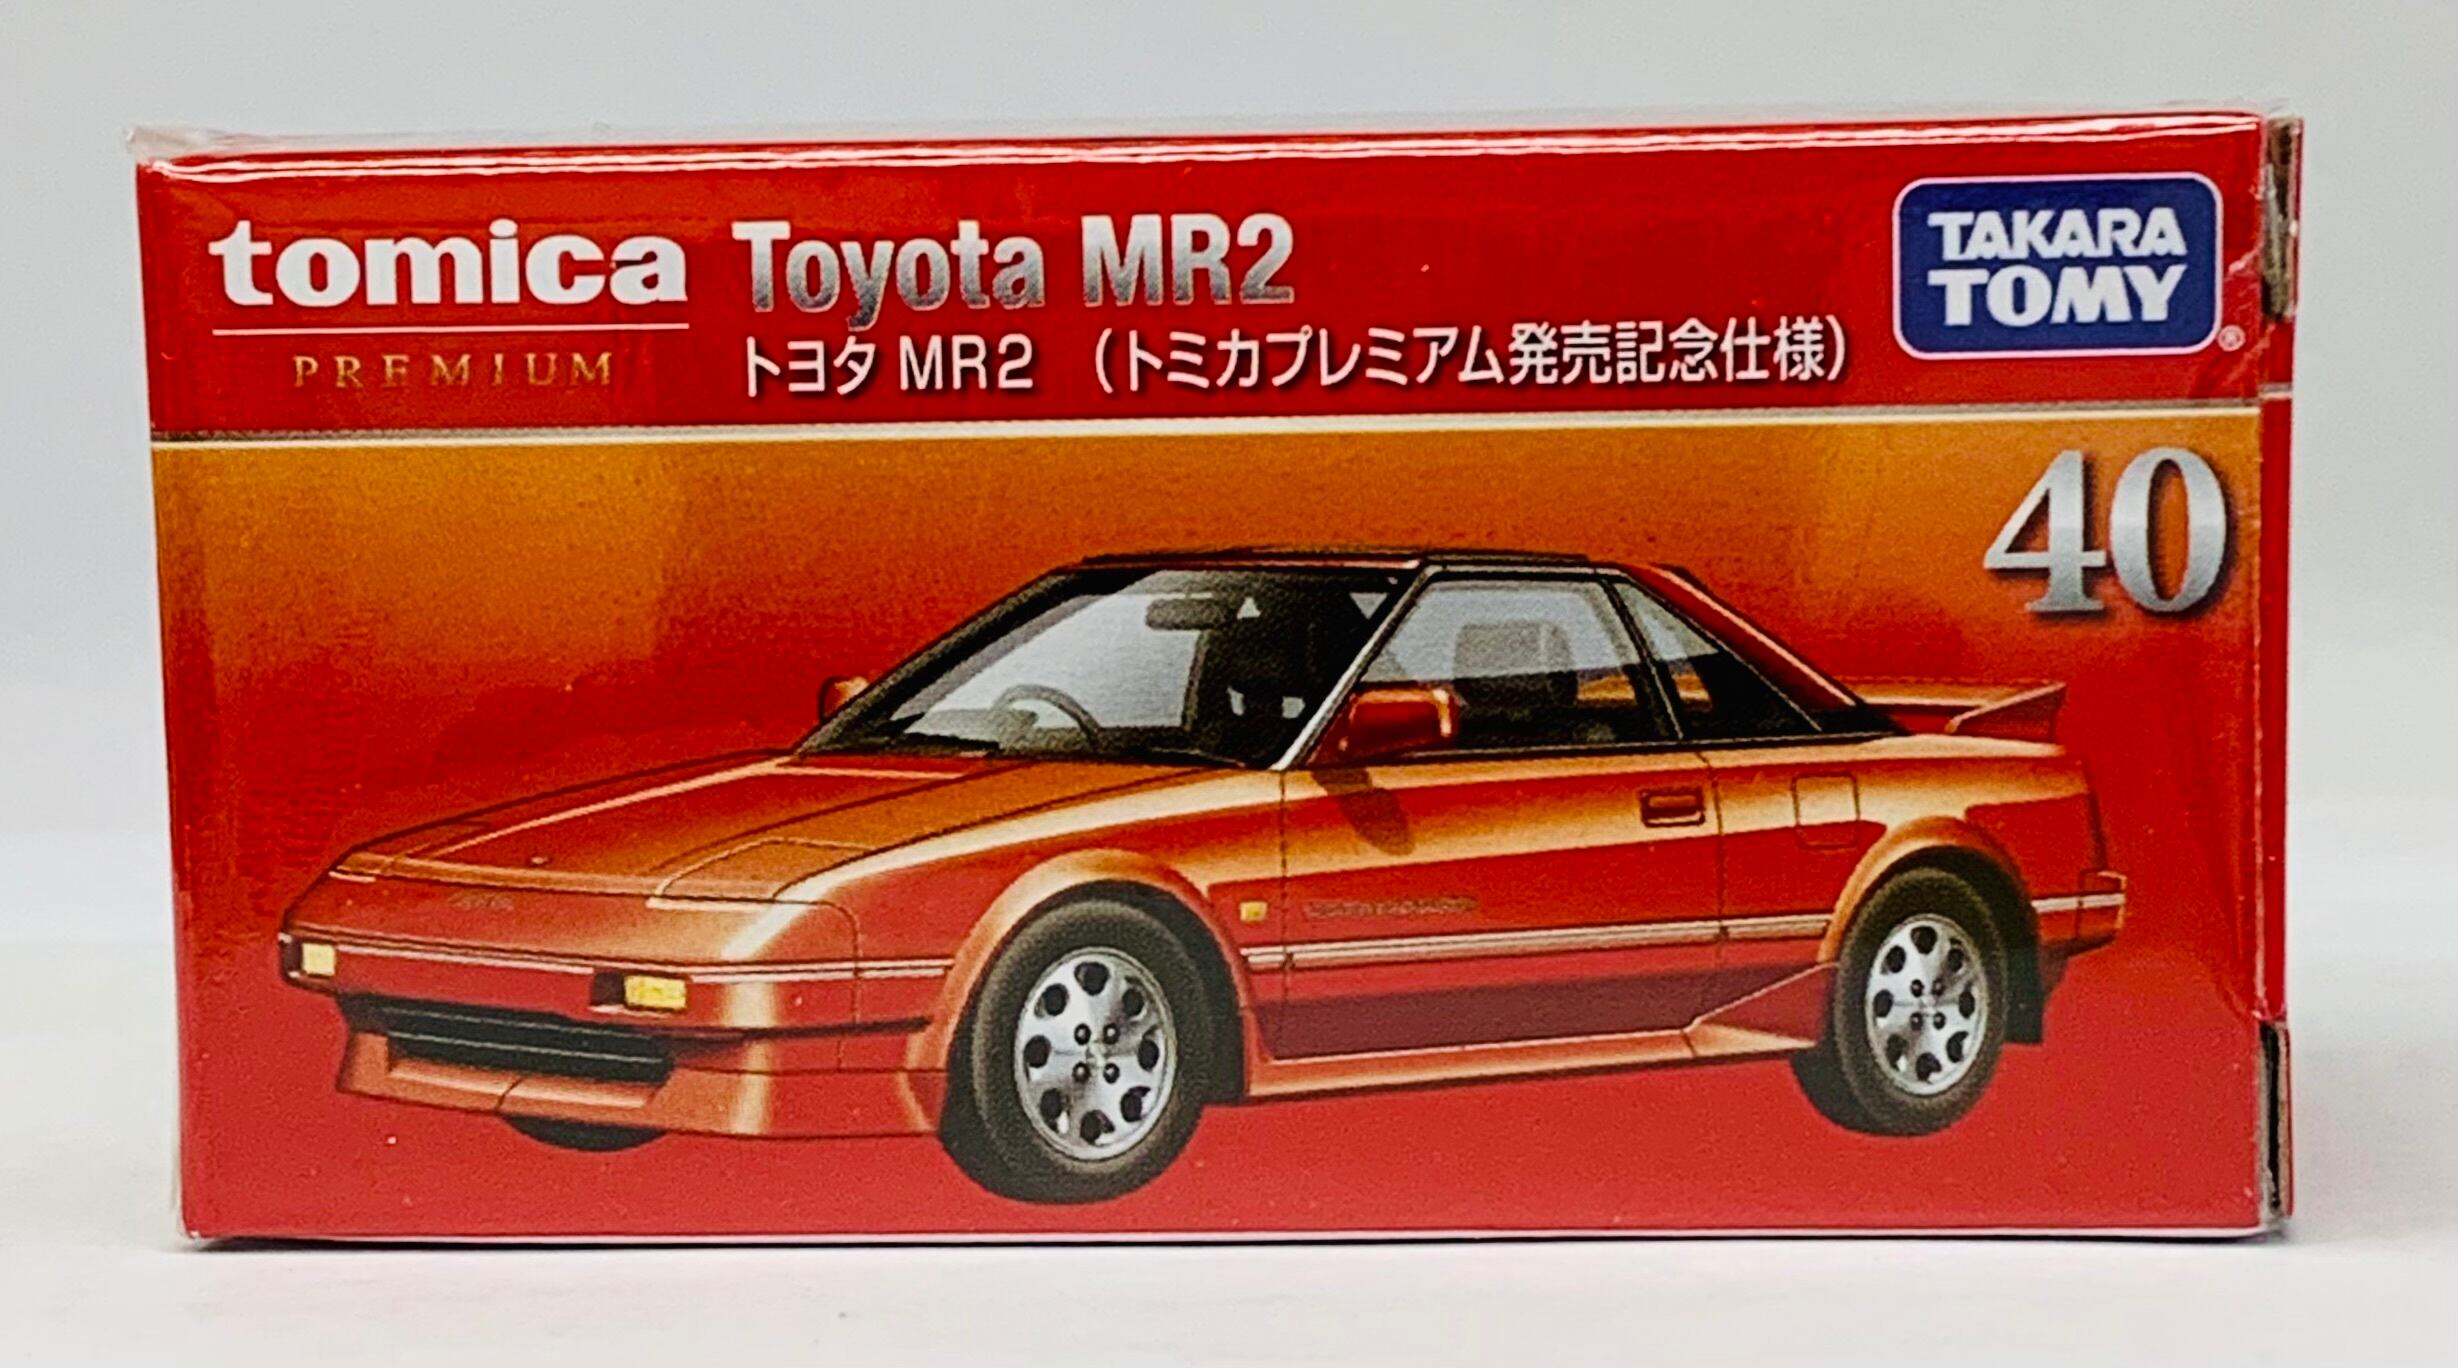 tomica
PREMIUM
Toyota MR2
トヨタ MR2 (トミカプレミアム発売記念仕様)
TAKARA
TOMY
®
40